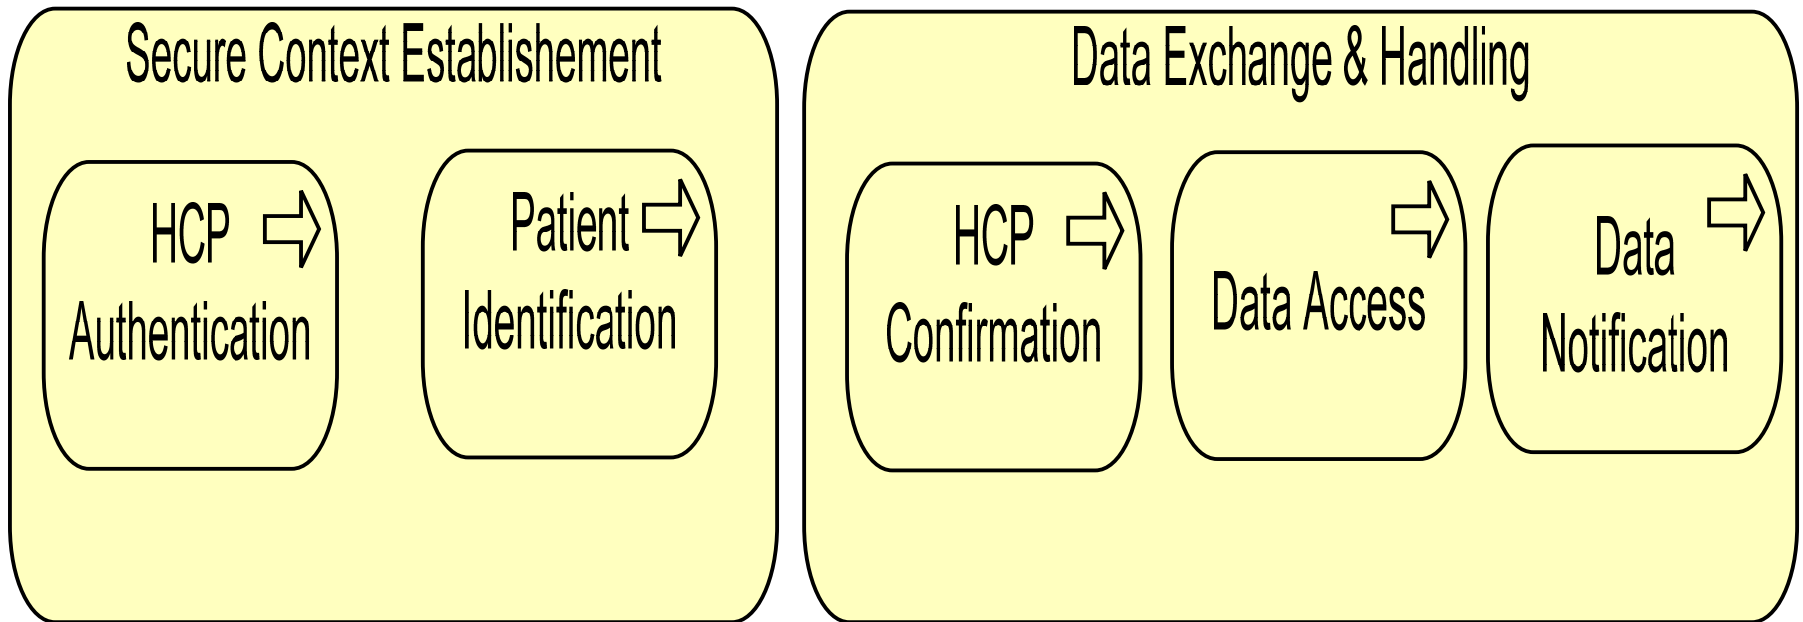 Secure Context Establishement
HCP
Authentication
Patient
Identification
Data Exchange & Handling
HCP
Confirmation
Data Access
Data
Notification